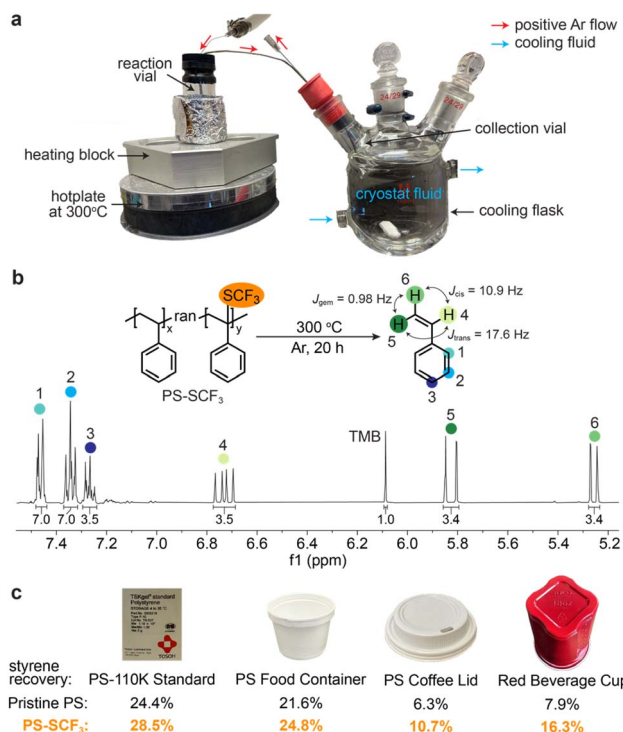 a
positive Ar flow
cooling fluid
reaction
vial
24/29
24/29
collection vial
heating block
cryostat fluid
hotplate
at 300°C
cooling flask
b
SCF₃
6
H
Jgem = 0.98 Hz
Jcis = 10.9 Hz
ran
x
y
300 °C
Ar, 20 h
H
5
H
4
Jtrans = 17.6 Hz
1
2
3
PS-SCF₃
1
2
3
4
TMB
5
6
7.0
7.0
3.5
3.5
1.0
3.4
3.4
7.4 7.2 7.0 6.8 6.6 6.4 6.2 6.0 5.8 5.6 5.4 5.2
f1 (ppm)
c
TSKgel standard
Polystyrene
TOSOH
styrene
recovery: PS-110K Standard PS Food Container PS Coffee Lid Red Beverage Cup
Pristine PS: 24.4% 21.6% 6.3% 7.9%
PS-SCF₃: 28.5% 24.8% 10.7% 16.3%